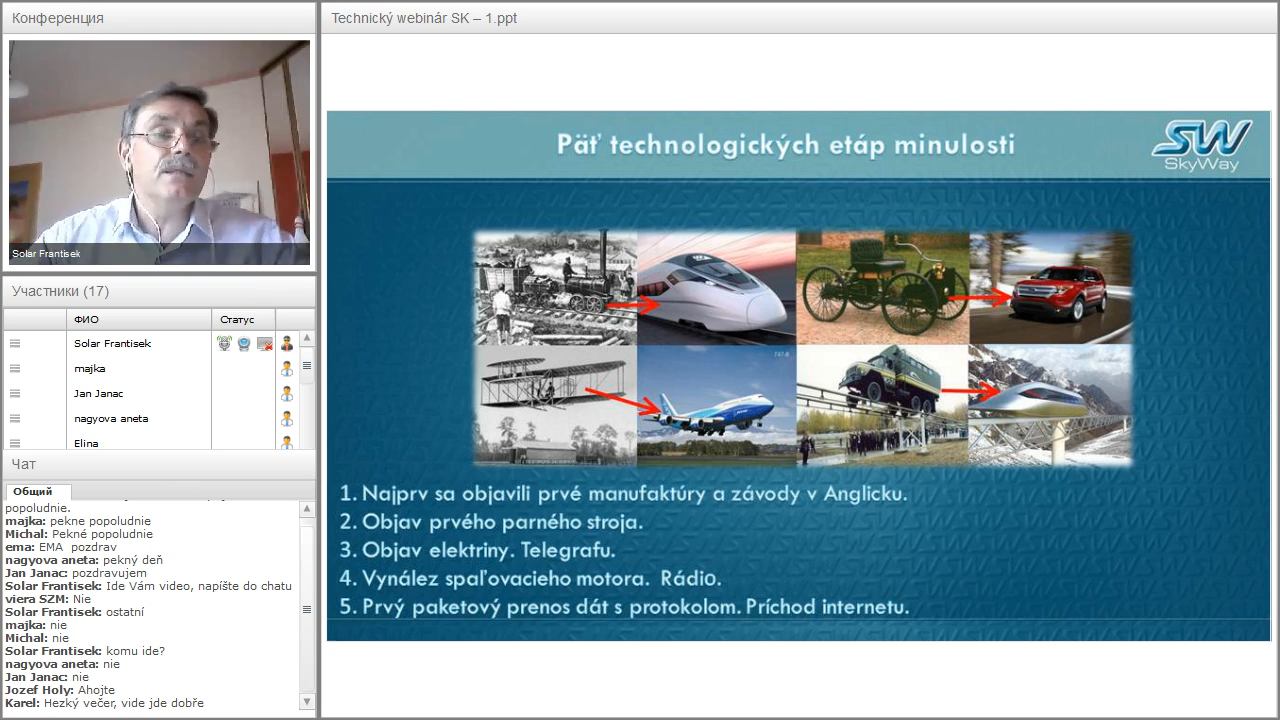 Конференция
Solar Frantisek
Участники (17)
ФИО
Статус
Solar Frantisek
majka
Jan Janac
nagyova aneta
Elina
Чат
Общий
popoludnie.
majka: pekne popoludnie
Michal: Pekné popoludnie
ema: EMA pozdrav
nagyova aneta: pekný deň
Jan Janac: pozdravujem
Solar Frantisek: Ide Vám video, napíšte do chatu
viera SZM: Nie
Solar Frantisek: ostatní
majka: nie
Michal: nie
Solar Frantisek: komu ide?
nagyova aneta: nie
Jan Janac: nie
Jozef Holy: Ahojte
Karel: Hezký večer, vide jde dobře
Technický webinár SK – 1.ppt
Päť technologických etáp minulosti
SW
SkyWay
747-8
1. Najprv sa objavili prvé manufaktúry a závody v Anglicku.
2. Objav prvého parného stroja.
3. Objav elektriny. Telegrafu.
4. Vynález spaľovacieho motora. Rádio.
5. Prvý paketový prenos dát s protokolom. Príchod internetu.